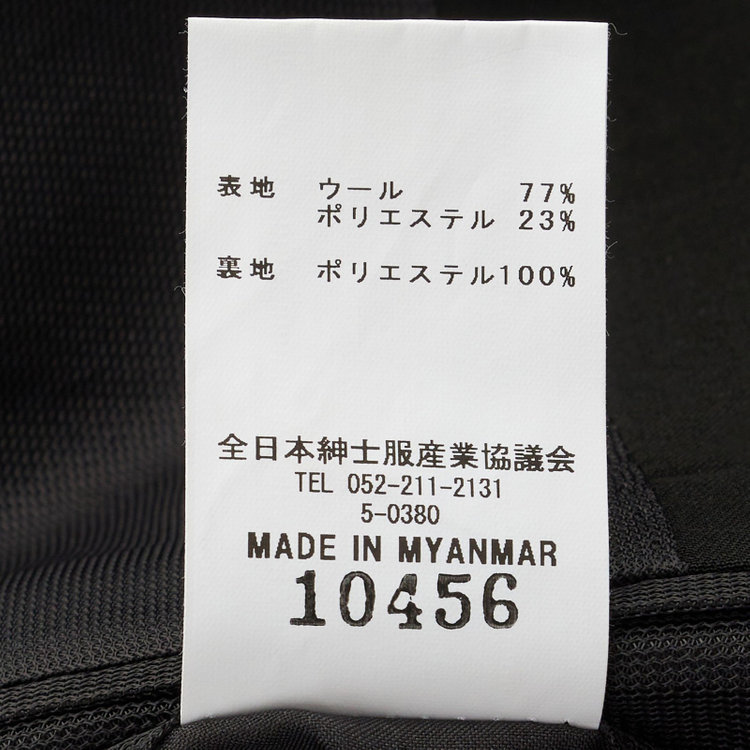 表地 ウール 77%
ポリエステル 23%
裏地 ポリエステル100%
全日本紳士服産業協議会
TEL 052-211-2131
5-0380
MADE IN MYANMAR
10456